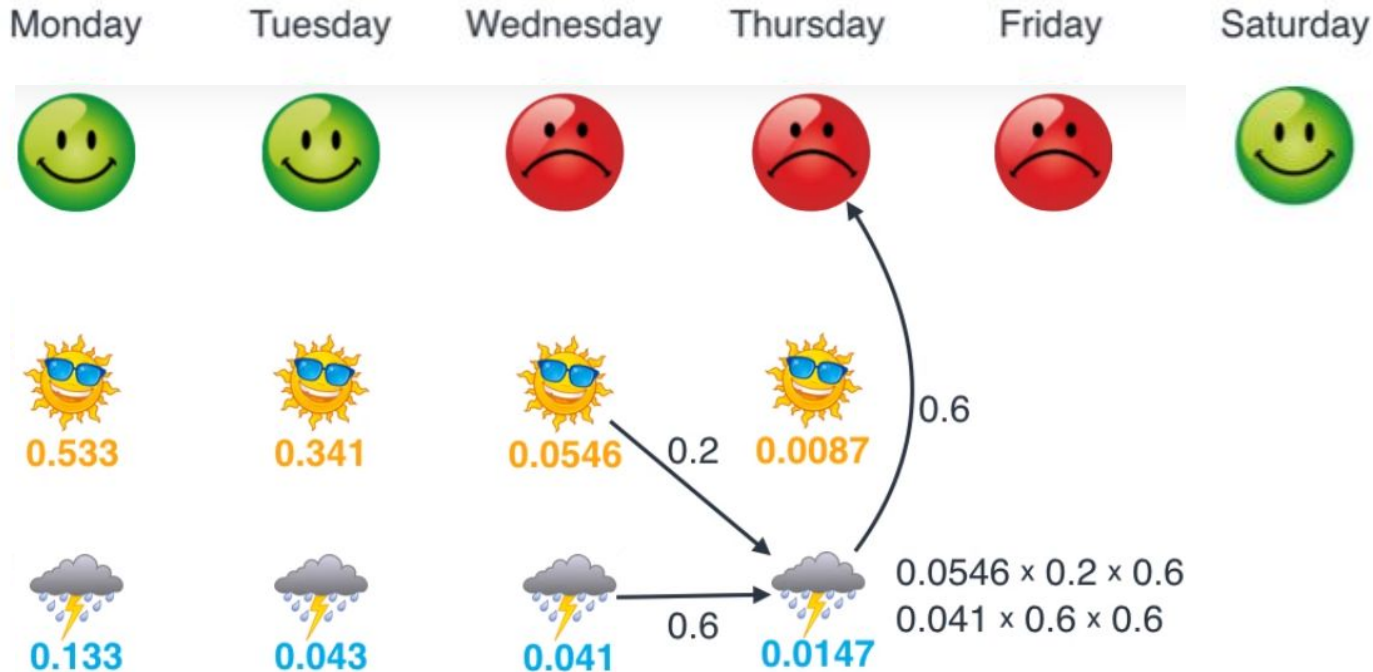 Monday Tuesday Wednesday Thursday Friday Saturday
0.6
0.533 0.341 0.0546 0.2 0.0087
0.0546 x 0.2 x 0.6
0.6 0.041 x 0.6 x 0.6
0.133 0.043 0.041 0.0147